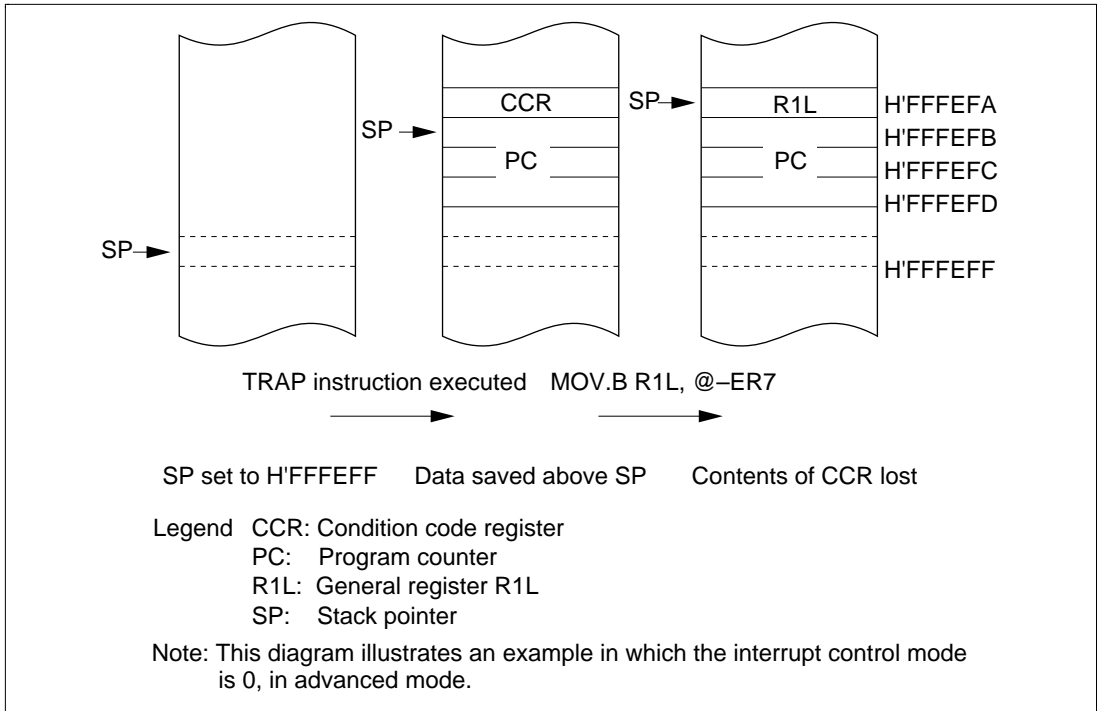 CCR
SP
R1L
H'FFFEFA
SP
H'FFFEFB
PC
PC
H'FFFEFC
H'FFFEFD
SP
H'FFFEFF
TRAP instruction executed
MOV.B R1L, @–ER7
SP set to H'FFFEFF
Data saved above SP
Contents of CCR lost
Legend CCR: Condition code register
PC: Program counter
R1L: General register R1L
SP: Stack pointer
Note: This diagram illustrates an example in which the interrupt control mode
is 0, in advanced mode.